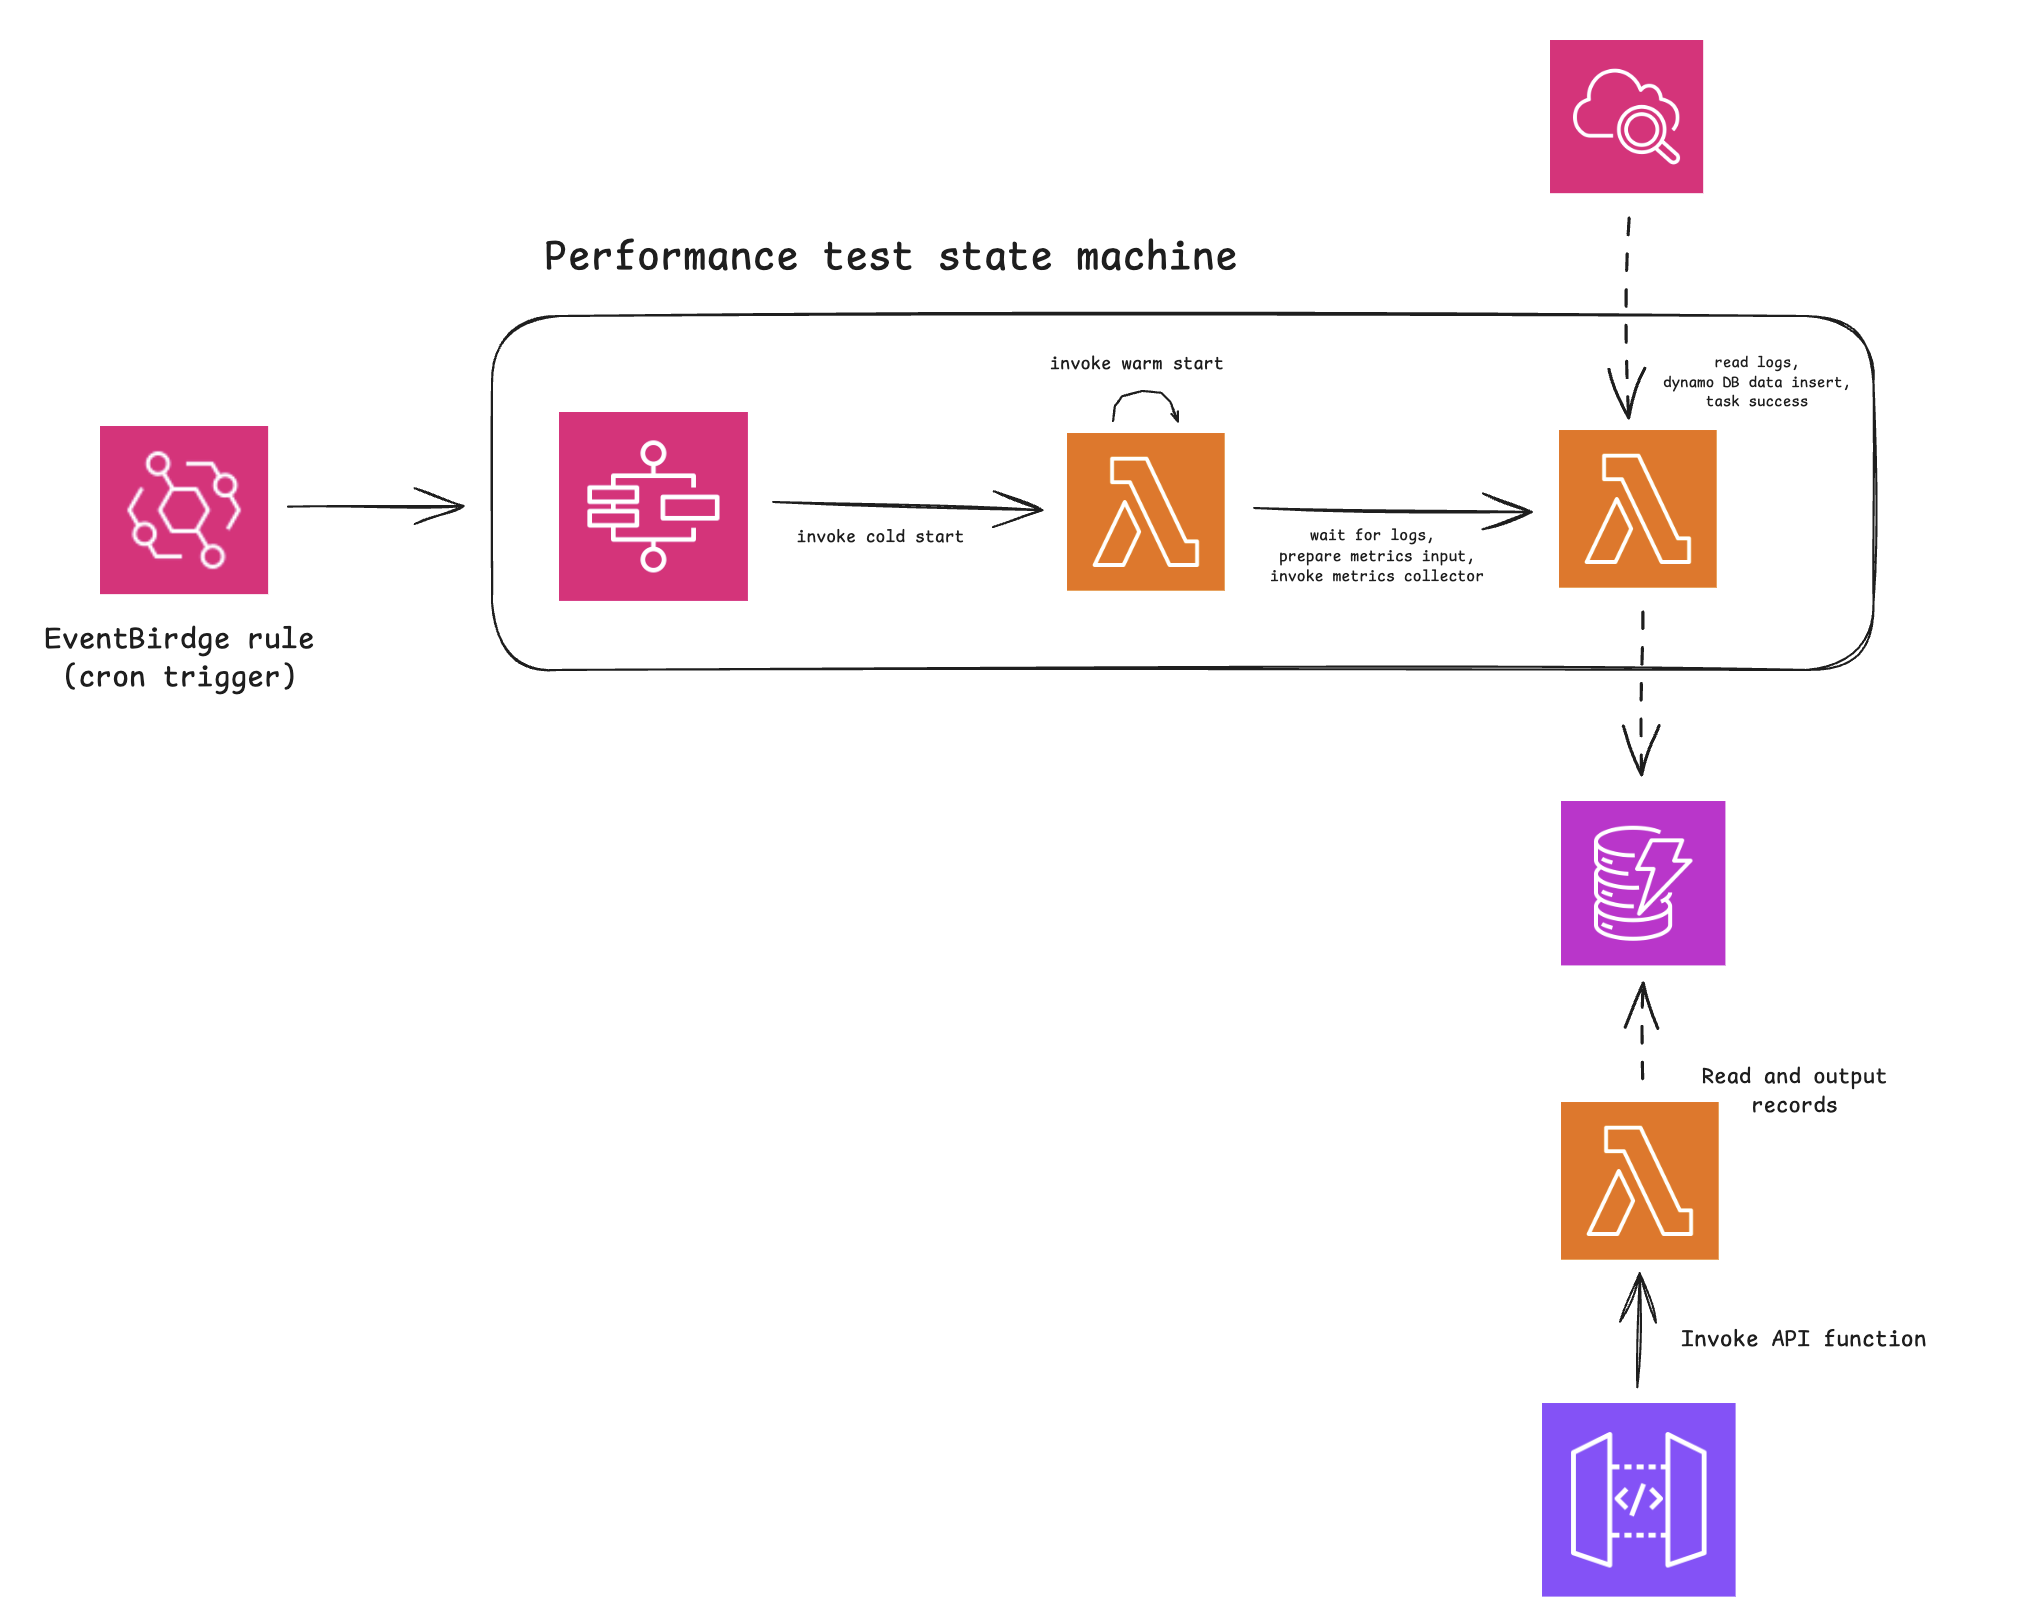 Performance test state machine
invoke warm start
read logs,
dynamo DB data insert,
task success
invoke cold start
wait for logs,
prepare metrics input,
invoke metrics collector
EventBirdge rule
(cron trigger)
Read and output
records
Invoke API function